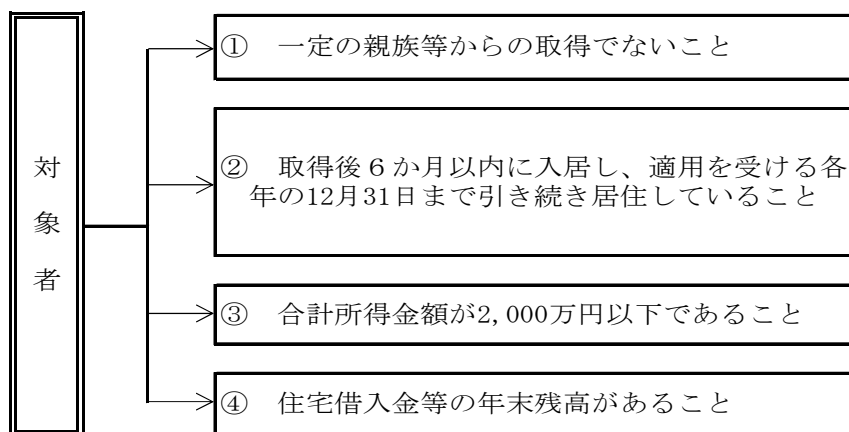 対象者
① 一定の親族等からの取得でないこと
② 取得後６か月以内に入居し、適用を受ける各
年の12月31日まで引き続き居住していること
③ 合計所得金額が2,000万円以下であること
④ 住宅借入金等の年末残高があること